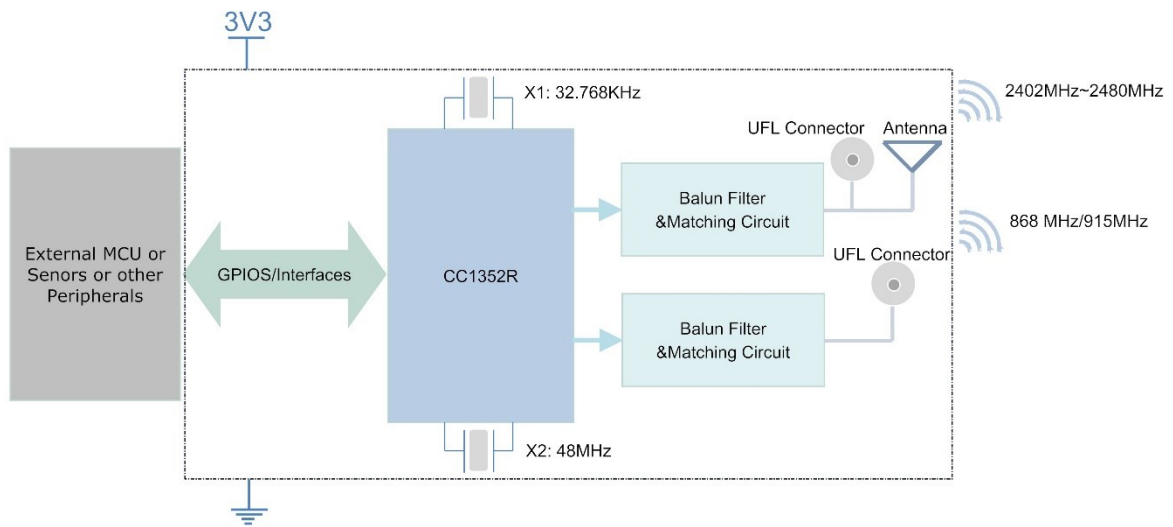 3V3
X1: 32.768KHz
2402MHz~2480MHz
UFL Connector
Antenna
Balun Filter
&Matching Circuit
868 MHz/915MHz
External MCU or
Senors or other
Peripherals
GPIOS/Interfaces
CC1352R
UFL Connector
Balun Filter
&Matching Circuit
X2: 48MHz